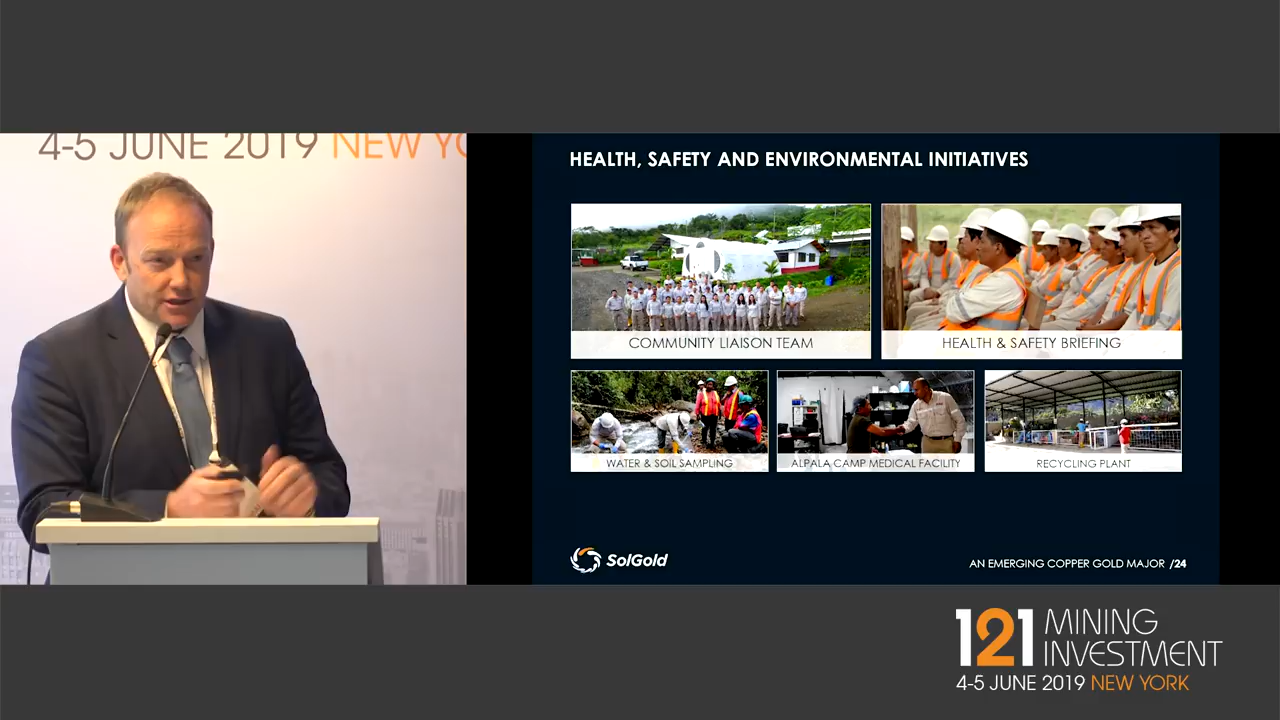 4-5 JUNE 2019 NEW YO
HEALTH, SAFETY AND ENVIRONMENTAL INITIATIVES
COMMUNITY LIAISON TEAM
HEALTH & SAFETY BRIEFING
WATER & SOIL SAMPLING
ALPALA CAMP MEDICAL FACILITY
RECYCLING PLANT
SolGold
AN EMERGING COPPER GOLD MAJOR /24
121 MINING
INVESTMENT
4-5 JUNE 2019 NEW YORK